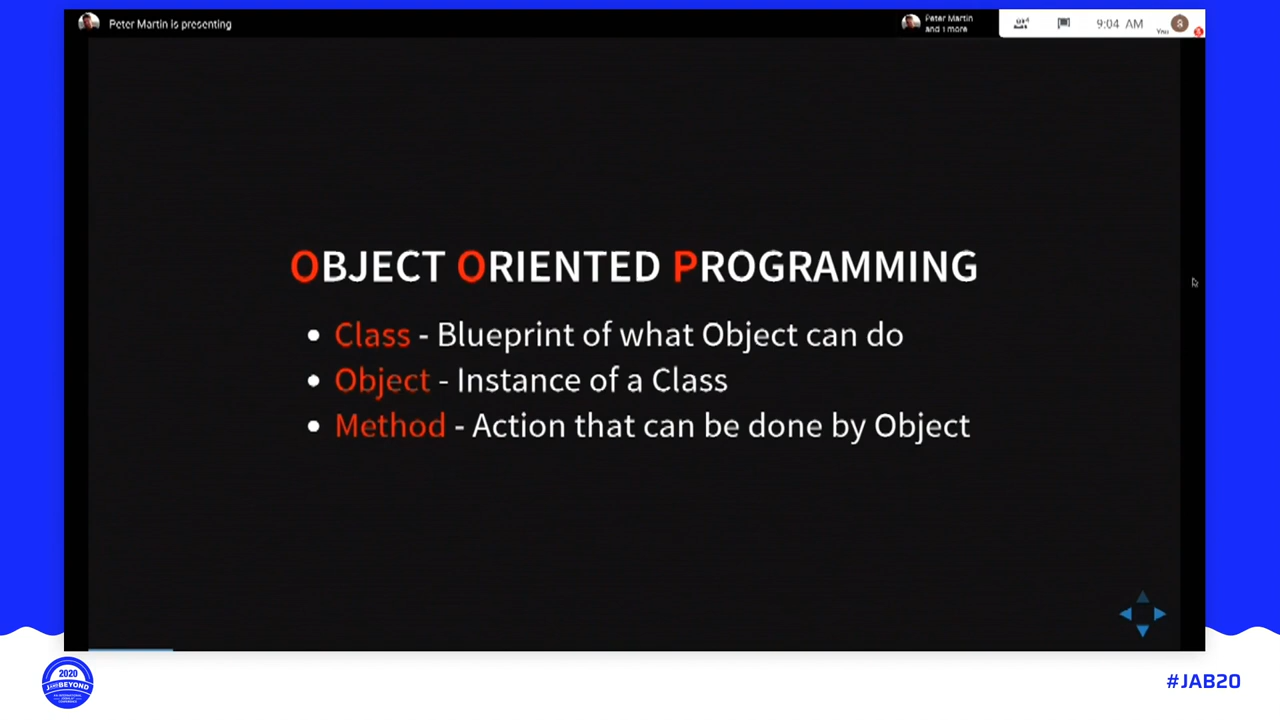 Peter Martin is presenting
Peter Martin
and 1 more
9:04 AM
You
S
OBJECT ORIENTED PROGRAMMING
Class - Blueprint of what Object can do
Object - Instance of a Class
Method - Action that can be done by Object
2020
JANDBEYOND
#JAB20